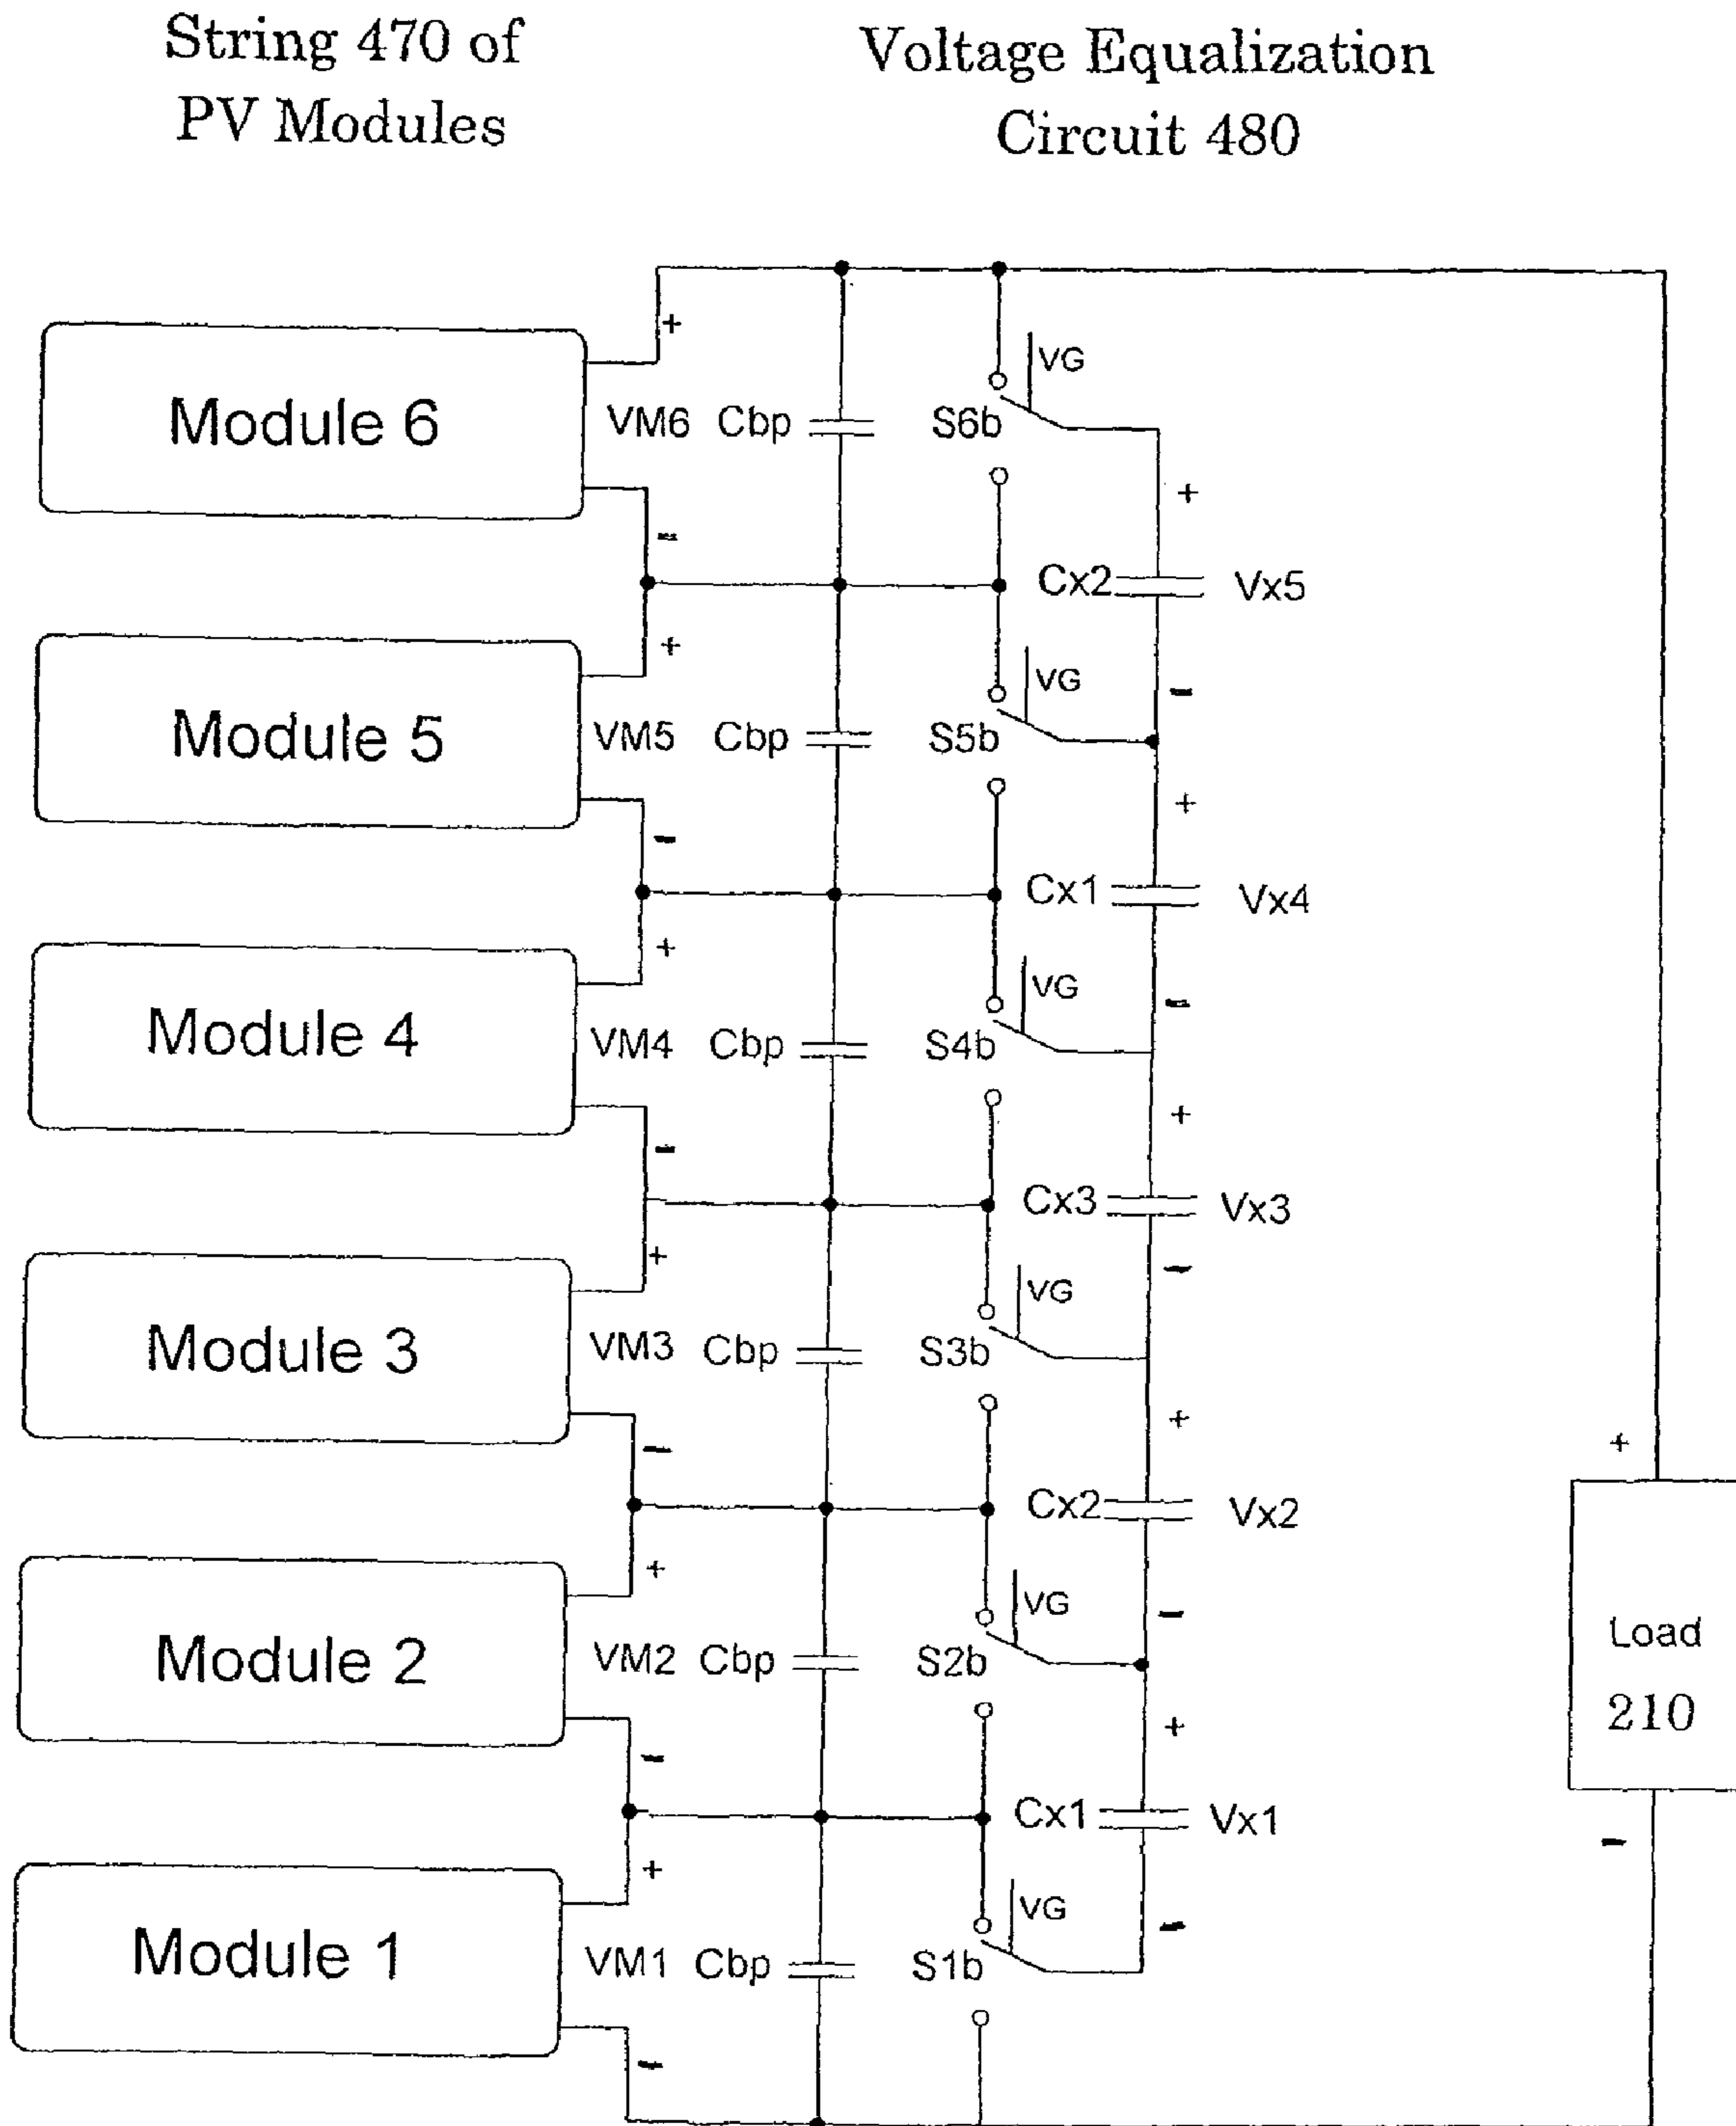 String 470 of
PV Modules
Voltage Equalization
Circuit 480
+
VG
Module 6
VM6 Cbp
S6b
+
-
Cx2
Vx5
+
VG
-
Module 5
VM5 Cbp
S5b
+
-
Cx1
Vx4
+
VG
-
Module 4
VM4 Cbp
S4b
+
-
Cx3
Vx3
+
VG
-
Module 3
VM3 Cbp
S3b
+
+
-
Cx2
Vx2
+
VG
-
Module 2
VM2 Cbp
S2b
Load
210
+
-
Cx1
Vx1
-
+
VG
-
Module 1
VM1 Cbp
S1b
-